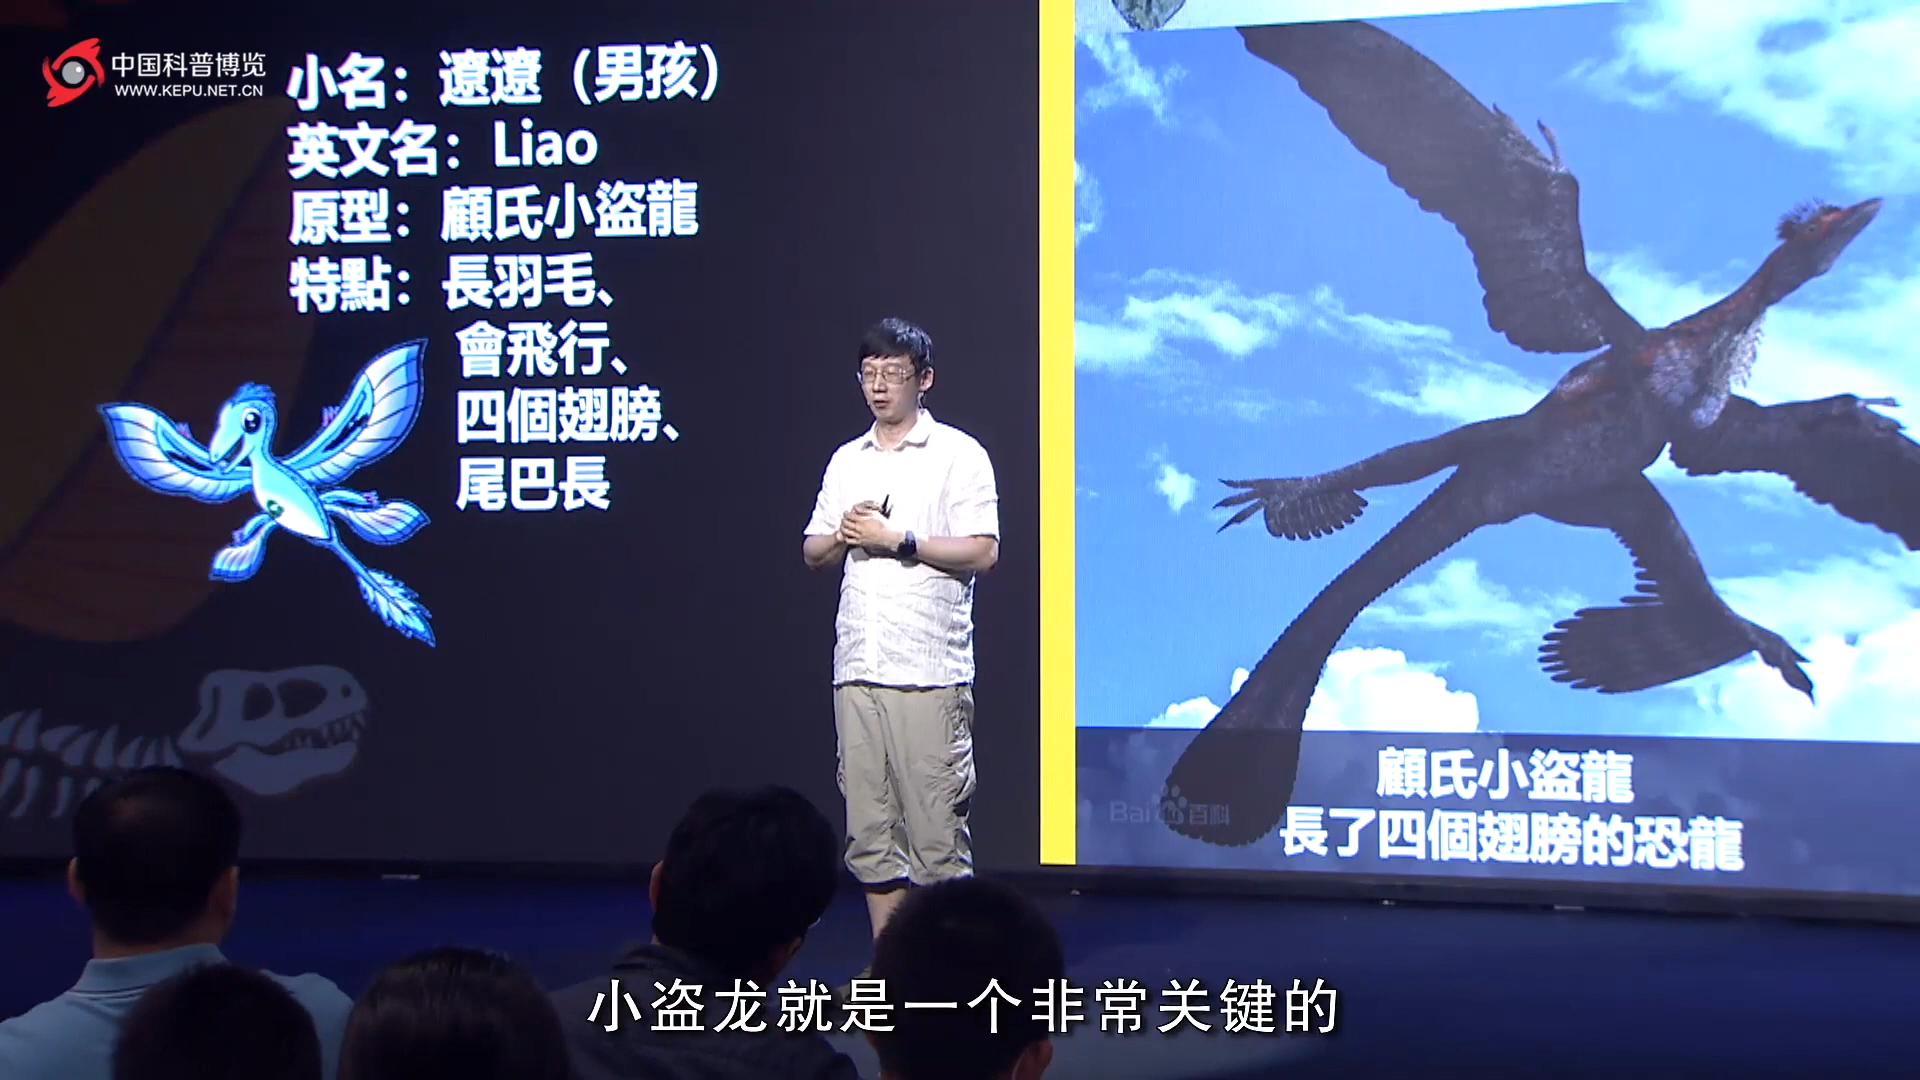 中国科普博览
WWW.KEPU.NET.CN
小名：遼遼（男孩）
英文名：Liao
原型：顧氏小盜龍
特點：長羽毛、
會飛行、
四個翅膀、
尾巴長
Bai 百科
顧氏小盜龍
長了四個翅膀的恐龍
小盗龙就是一个非常关键的